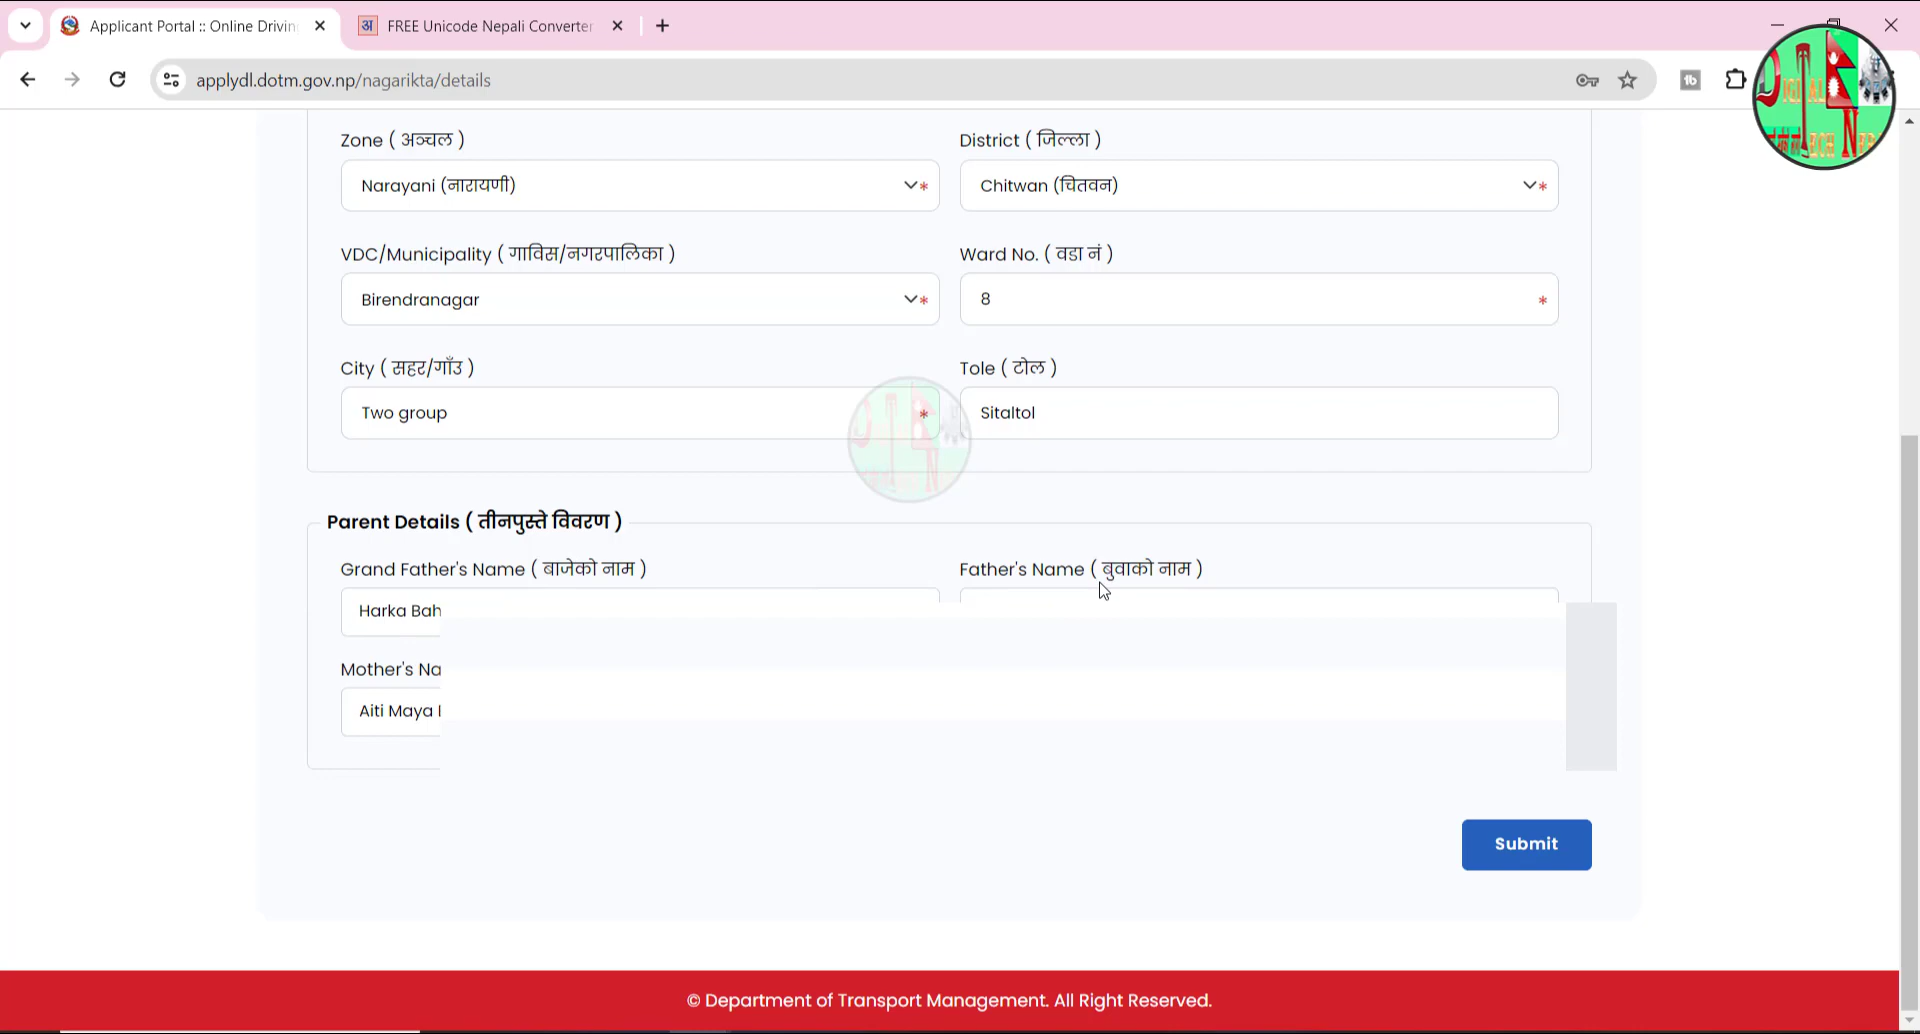 Applicant Portal :: Online Drivin
अ FREE Unicode Nepali Converter
applydl.dotm.gov.np/nagarikta/details
Zone ( अञ्चल ) District ( जिल्ला )
Narayani (नारायणी) * Chitwan (चितवन) *
VDC/Municipality ( गाविस/नगरपालिका ) Ward No. ( वडा नं )
Birendranagar * 8 *
City ( सहर/गाँउ ) Tole ( टोल )
Two group * Sitaltol
Parent Details ( तीनपुस्ते विवरण )
Grand Father's Name ( बाजेको नाम ) Father's Name ( बुवाको नाम )
Harka Bah
Mother's Na
Aiti Maya
Submit
© Department of Transport Management. All Right Reserved.